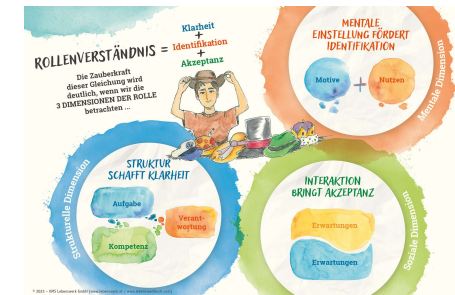 ROLLENVERSTÄNDNIS =
Klarheit
+
Identifikation
+
Akzeptanz
Die Zauberkraft
dieser Gleichung wird
deutlich, wenn wir die
3 DIMENSIONEN DER ROLLE
betrachten ...
MENTALE
EINSTELLUNG FÖRDERT
IDENTIFIKATION
Motive + Nutzen
Mentale Dimension
STRUKTUR
SCHAFFT KLARHEIT
Aufgabe
Verant-
wortung
Kompetenz
Strukturelle Dimension
INTERAKTION
BRINGT AKZEPTANZ
Erwartungen
Erwartungen
Soziale Dimension